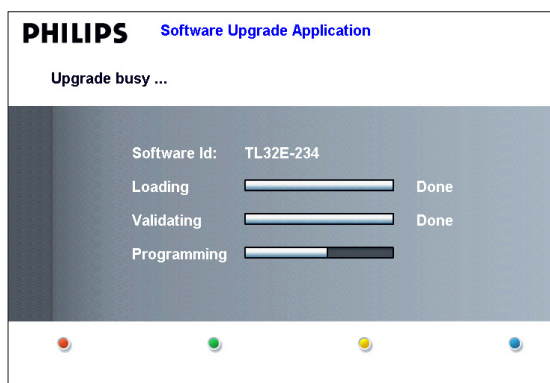 PHILIPS Software Upgrade Application
Upgrade busy ...
Software Id: TL32E-234
Loading Done
Validating Done
Programming